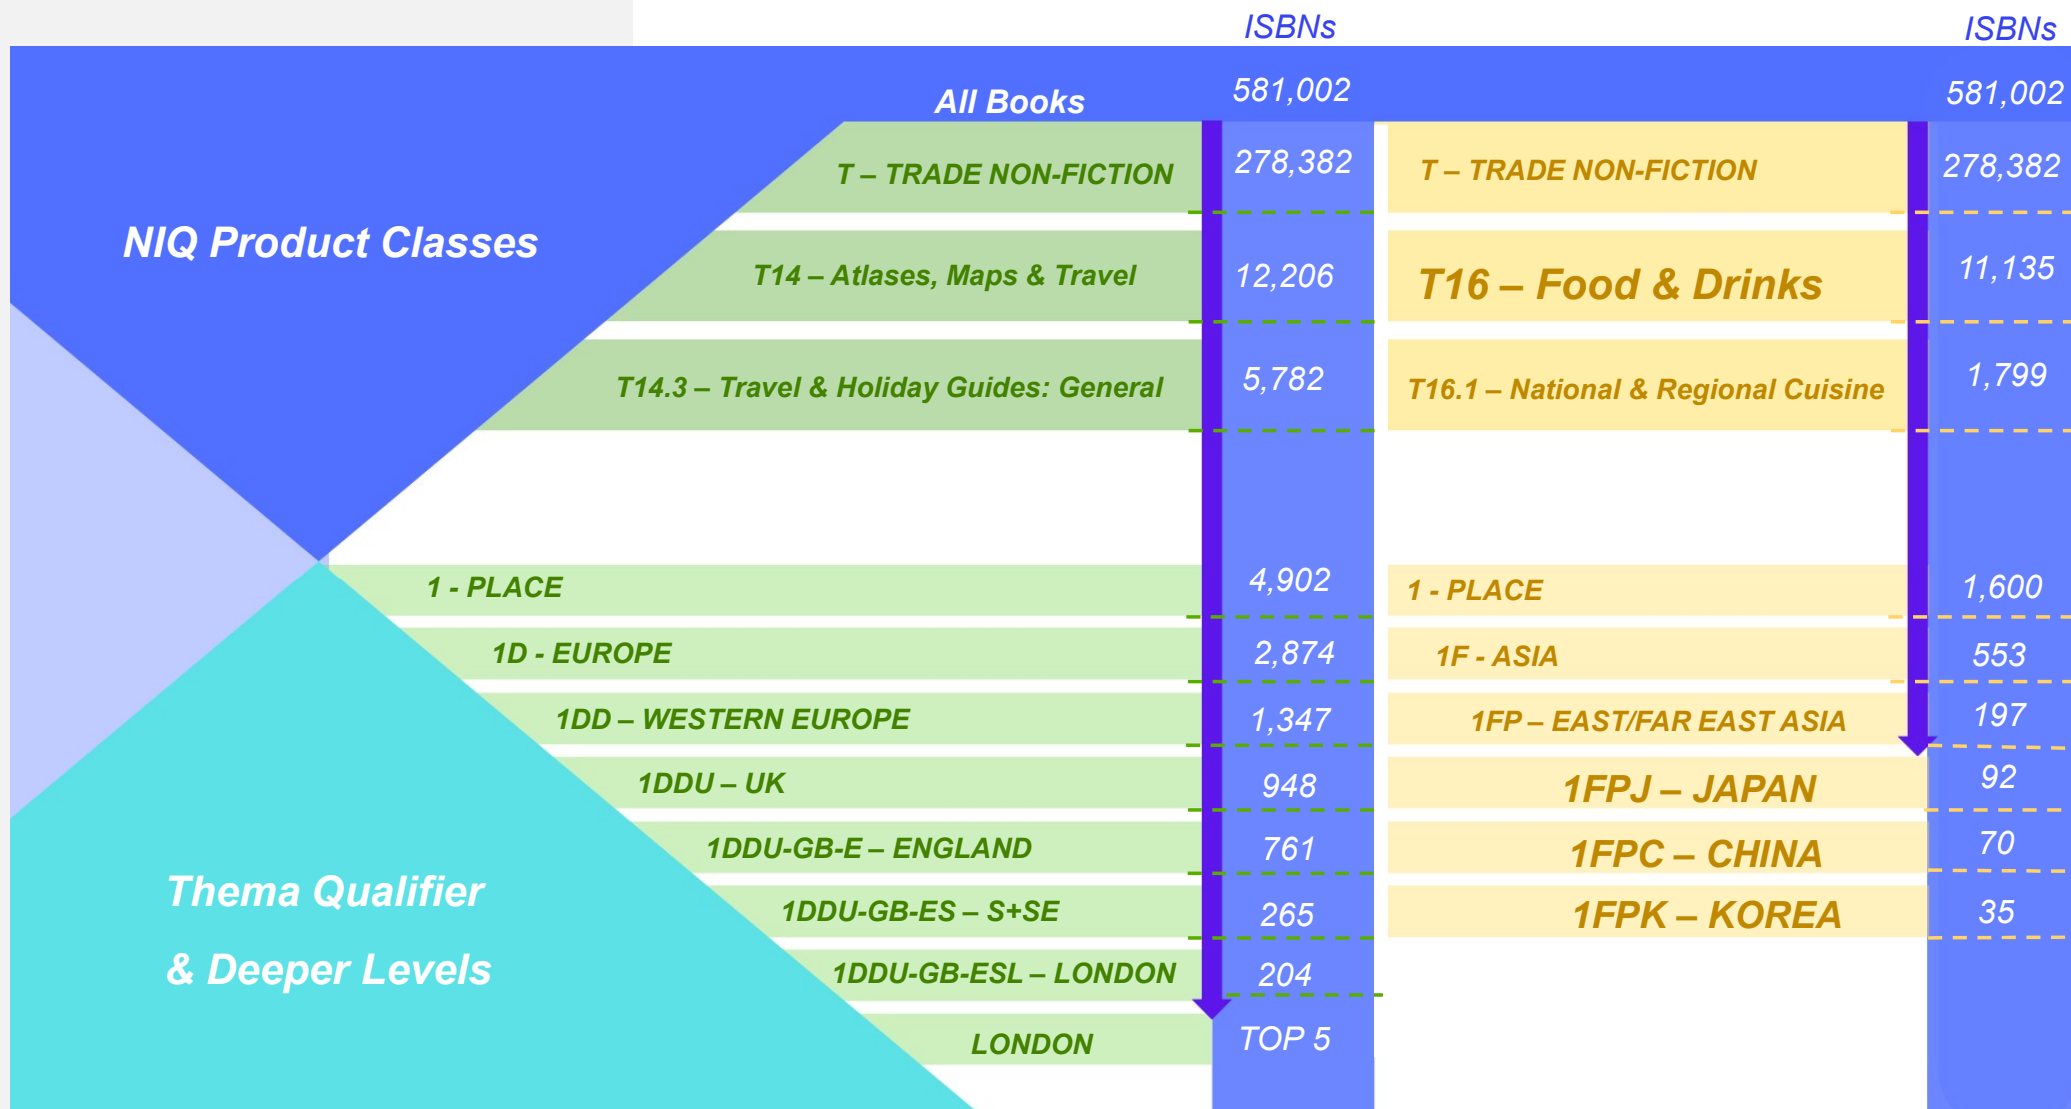 ISBNs
ISBNs
All Books
581,002
581,002
NIQ Product Classes
T – TRADE NON-FICTION
278,382
T – TRADE NON-FICTION
278,382
T14 – Atlases, Maps & Travel
12,206
T16 – Food & Drinks
11,135
T14.3 – Travel & Holiday Guides: General
5,782
T16.1 – National & Regional Cuisine
1,799
1 - PLACE
4,902
1 - PLACE
1,600
1D - EUROPE
2,874
1F - ASIA
553
1DD – WESTERN EUROPE
1,347
1FP – EAST/FAR EAST ASIA
197
1DDU – UK
948
1FPJ – JAPAN
92
1DDU-GB-E – ENGLAND
761
1FPC – CHINA
70
Thema Qualifier
& Deeper Levels
1DDU-GB-ES – S+SE
265
1FPK – KOREA
35
1DDU-GB-ESL – LONDON
204
LONDON
TOP 5